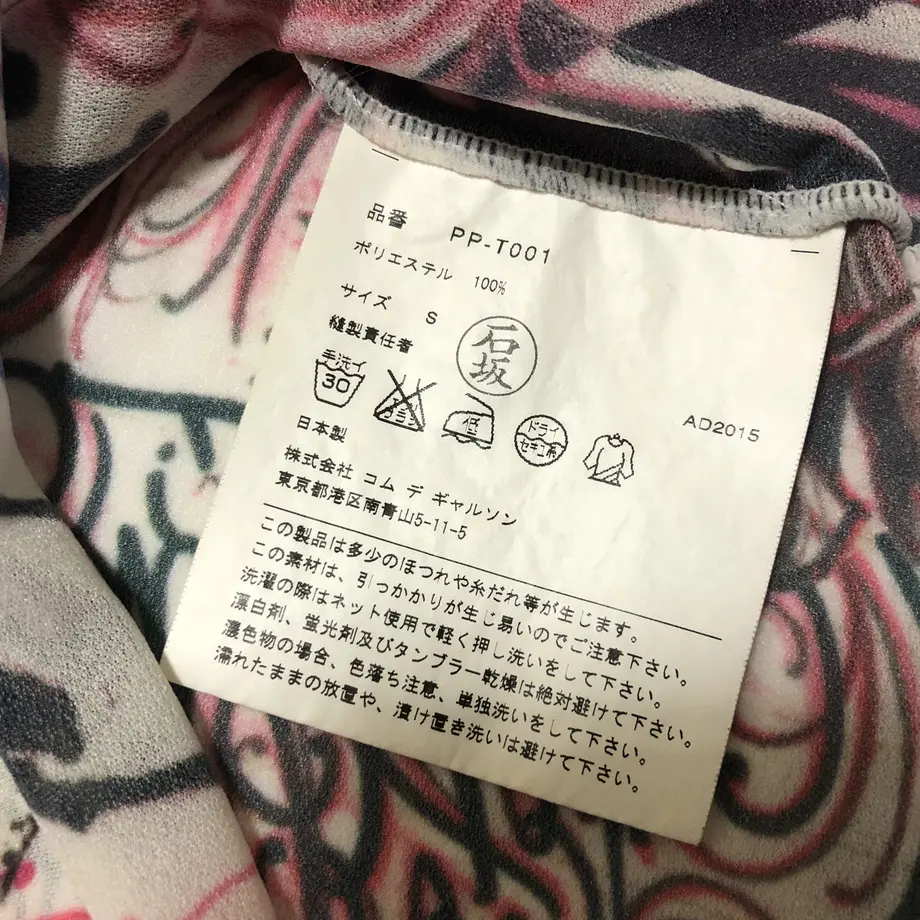 品番 PP-T001
ポリエステル 100%
サイズ S
縫製責任者 石坂
手洗イ 30
エンソサラシ
低
ドライ セキユ系
AD2015
日本製
株式会社 コム デ ギャルソン
東京都港区南青山5-11-5
この製品は多少のほつれや糸だれ等が生じます。
この素材は、引っかかりが生じ易いのでご注意下さい。
洗濯の際はネット使用で軽く押し洗いをして下さい。
漂白剤、蛍光剤及びタンブラー乾燥は絶対避けて下さい。
濃色物の場合、色落ち注意、単独洗いをして下さい。
濡れたままの放置や、漬け置き洗いは避けて下さい。